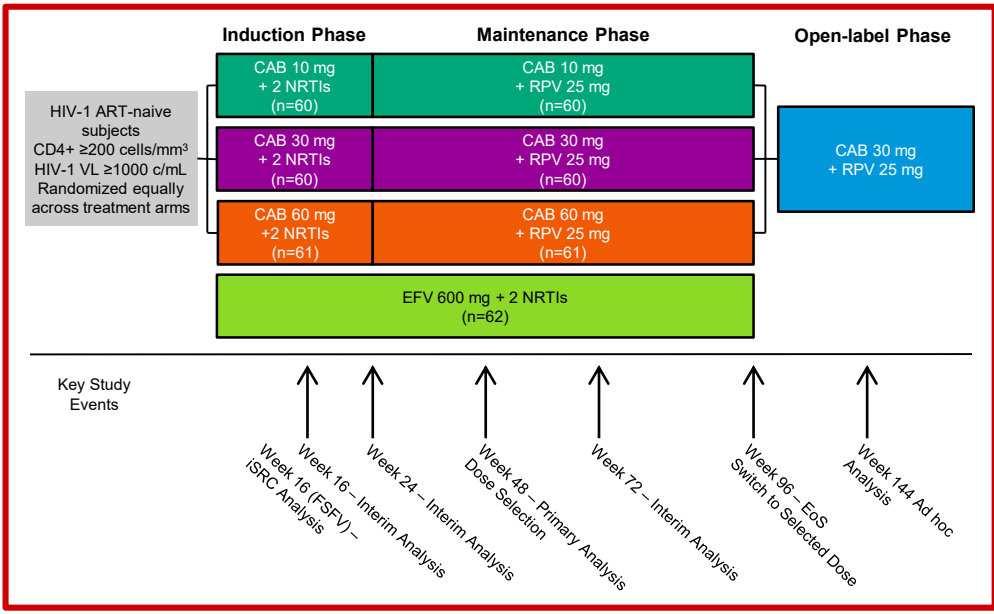 Induction Phase
Maintenance Phase
Open-label Phase
HIV-1 ART-naive
subjects
CD4+ ≥200 cells/mm³
HIV-1 VL ≥1000 c/mL
Randomized equally
across treatment arms
CAB 10 mg
+ 2 NRTIs
(n=60)
CAB 10 mg
+ RPV 25 mg
(n=60)
CAB 30 mg
+ 2 NRTIs
(n=60)
CAB 30 mg
+ RPV 25 mg
(n=60)
CAB 60 mg
+2 NRTIs
(n=61)
CAB 60 mg
+ RPV 25 mg
(n=61)
CAB 30 mg
+ RPV 25 mg
EFV 600 mg + 2 NRTIs
(n=62)
Key Study
Events
Week 16 (FSFV) –
iSRC Analysis
Week 16 – Interim Analysis
Week 24 – Interim Analysis
Week 48 – Primary Analysis
Dose Selection
Week 72 – Interim Analysis
Week 96 – EoS
Switch to Selected Dose
Week 144 Ad hoc
Analysis